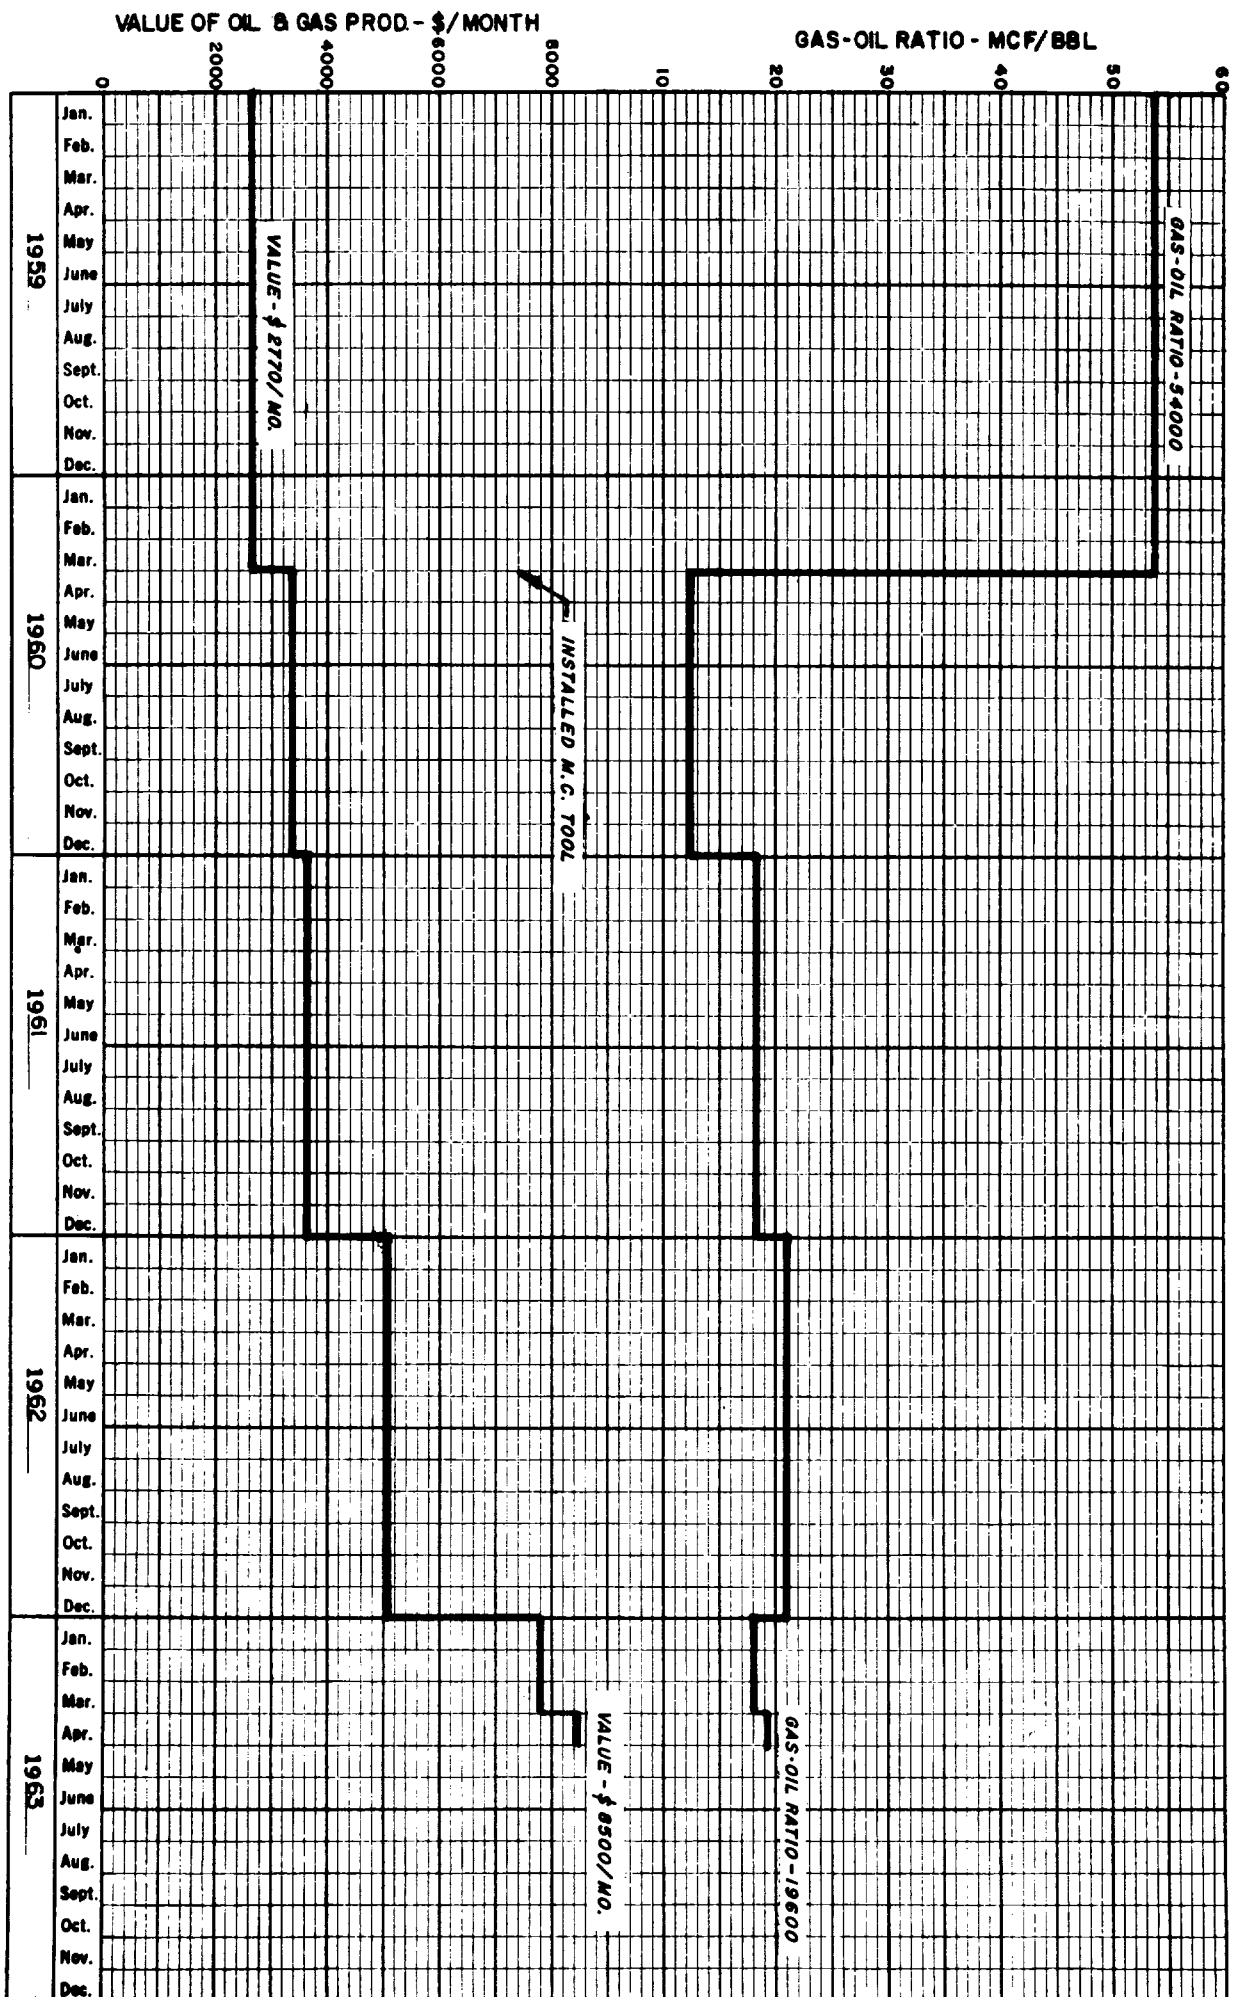 VALUE OF OIL & GAS PROD. - $/MONTH
GAS-OIL RATIO - MCF/BBL
0
2000
4000
6000
8000
10
20
30
40
50
60
Jan.
Feb.
Mar.
Apr.
May
June
July
Aug.
Sept.
Oct.
Nov.
Dec.
1959
Jan.
Feb.
Mar.
Apr.
May
June
July
Aug.
Sept.
Oct.
Nov.
Dec.
1960
Jan.
Feb.
Mar.
Apr.
May
June
July
Aug.
Sept.
Oct.
Nov.
Dec.
1961
Jan.
Feb.
Mar.
Apr.
May
June
July
Aug.
Sept.
Oct.
Nov.
Dec.
1962
Jan.
Feb.
Mar.
Apr.
May
June
July
Aug.
Sept.
Oct.
Nov.
Dec.
1963
GAS-OIL RATIO-54000
VALUE - $ 2770/MO.
INSTALLED M.C. TOOL
GAS-OIL RATIO-19600
VALUE - $ 8500/MO.